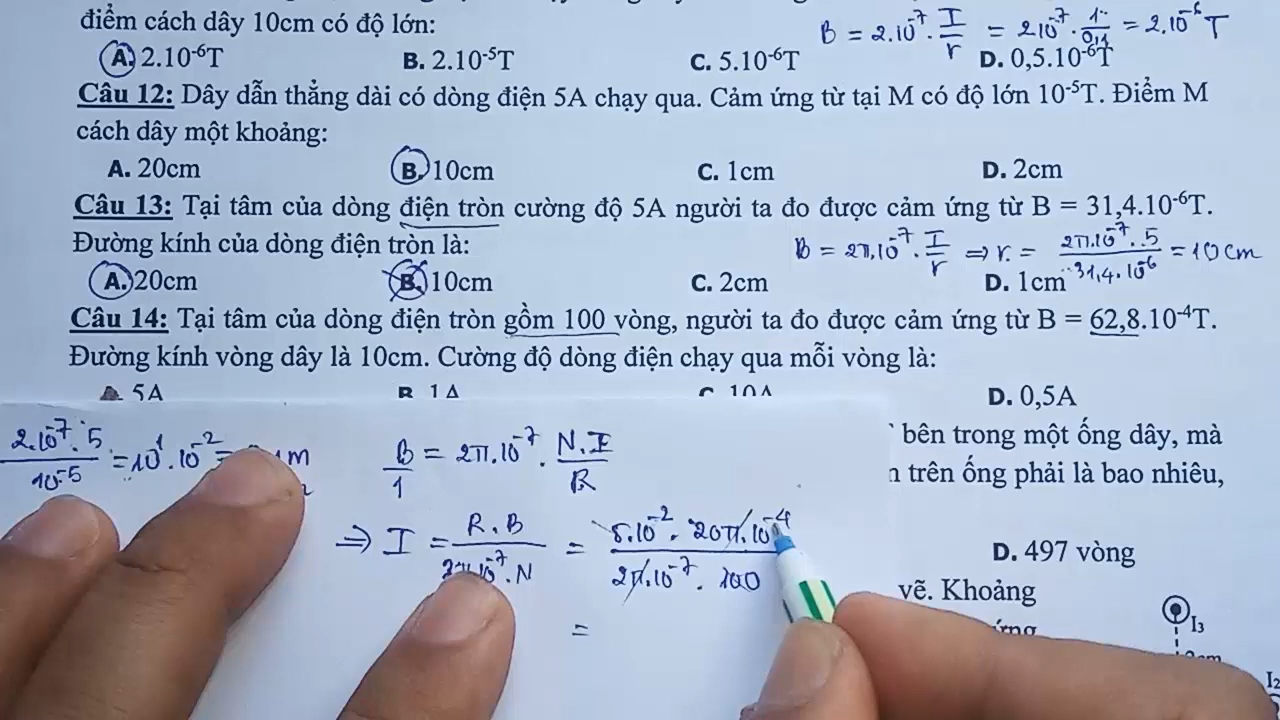 điểm cách dây 10cm có độ lớn:
B = 2.10⁻⁷ . I/r = 2.10⁻⁷ . 1/0,1 = 2.10⁻⁶ T
A. 2.10⁻⁶T B. 2.10⁻⁵T C. 5.10⁻⁶T D. 0,5.10⁻⁶T
Câu 12: Dây dẫn thẳng dài có dòng điện 5A chạy qua. Cảm ứng từ tại M có độ lớn 10⁻⁵T. Điểm M
cách dây một khoảng:
A. 20cm B. 10cm C. 1cm D. 2cm
Câu 13: Tại tâm của dòng điện tròn cường độ 5A người ta đo được cảm ứng từ B = 31,4.10⁻⁶T.
Đường kính của dòng điện tròn là:
B = 2π.10⁻⁷ . I/r ⇒ r = 2π.10⁻⁷ . 5 / 31,4.10⁻⁶ = 10cm
A. 20cm B. 10cm C. 2cm D. 1cm
Câu 14: Tại tâm của dòng điện tròn gồm 100 vòng, người ta đo được cảm ứng từ B = 62,8.10⁻⁴T.
Đường kính vòng dây là 10cm. Cường độ dòng điện chạy qua mỗi vòng là:
5A B. 1A C. 10A D. 0,5A
bên trong một ống dây, mà
trên ống phải là bao nhiêu,
D. 497 vòng
vẽ. Khoảng
I₃
I₂
2.10⁻⁷ . 5 / 10⁻⁵ = 10¹.10⁻² =
B/1 = 2π.10⁻⁷ . N.I/R
⇒ I = R.B / 2π.10⁻⁷.N = 5.10⁻² . 20π.10⁻⁴ / 2π.10⁻⁷ . 100
=